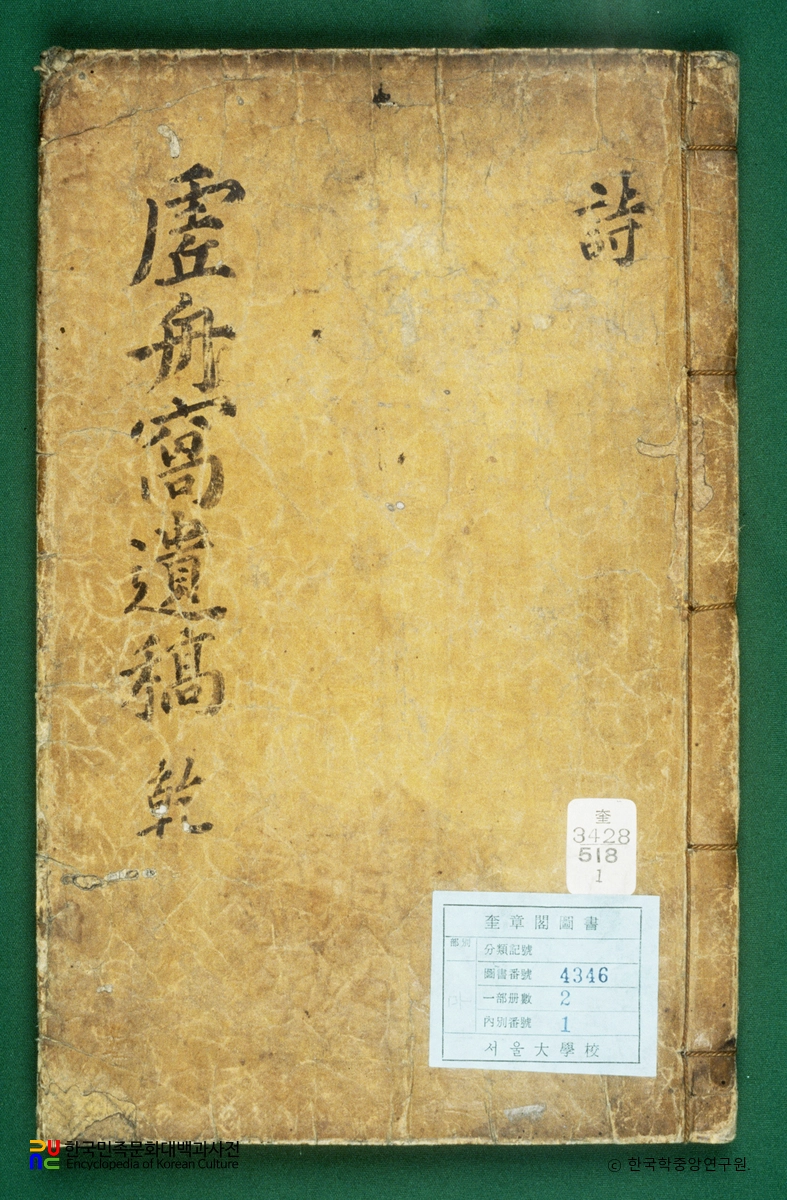 詩
虛舟窩遺稿 乾
奎
3428
518
1
奎章閣圖書
部別
分類記號
圖書番號 4346
一部册數 2
內別番號 1
서울大學校
한국민족문화대백과사전
Encyclopedia of Korean Culture
© 한국학중앙연구원.